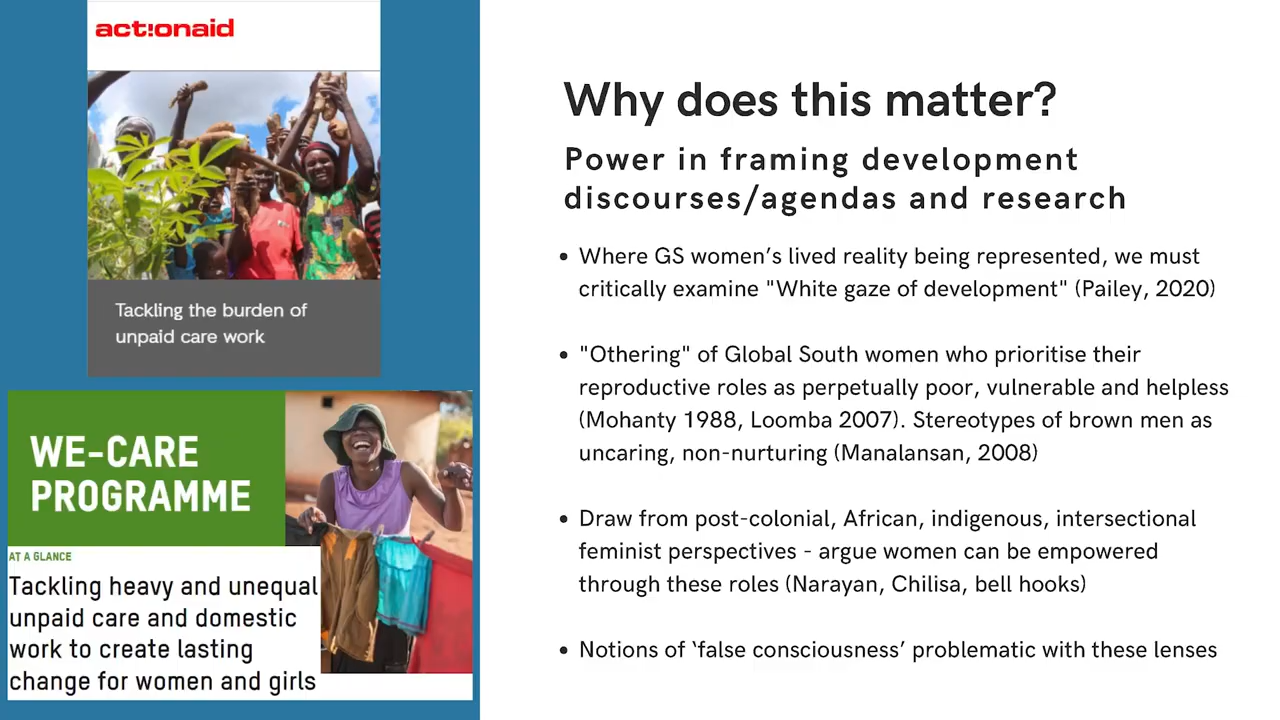 act!onaid
Tackling the burden of
unpaid care work
WE-CARE
PROGRAMME
AT A GLANCE
Tackling heavy and unequal
unpaid care and domestic
work to create lasting
change for women and girls
Why does this matter?
Power in framing development
discourses/agendas and research
• Where GS women’s lived reality being represented, we must
critically examine "White gaze of development" (Pailey, 2020)
• "Othering" of Global South women who prioritise their
reproductive roles as perpetually poor, vulnerable and helpless
(Mohanty 1988, Loomba 2007). Stereotypes of brown men as
uncaring, non-nurturing (Manalansan, 2008)
• Draw from post-colonial, African, indigenous, intersectional
feminist perspectives - argue women can be empowered
through these roles (Narayan, Chilisa, bell hooks)
• Notions of ‘false consciousness’ problematic with these lenses